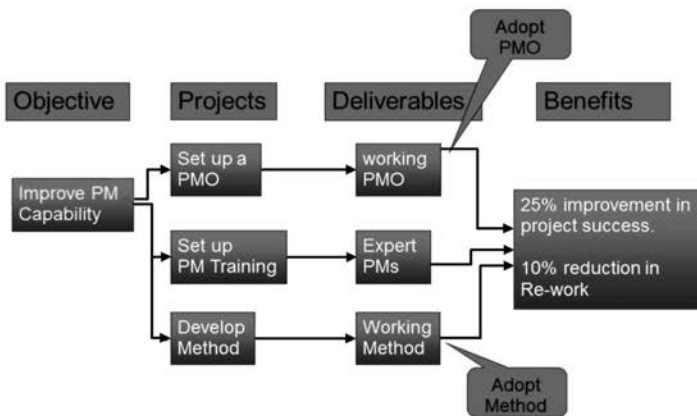 Adopt
PMO
Objective
Projects
Deliverables
Benefits
Set up a
PMO
working
PMO
Improve PM
Capability
25% improvement in
project success.
10% reduction in
Re-work
Set up
PM Training
Expert
PMs
Develop
Method
Working
Method
Adopt
Method